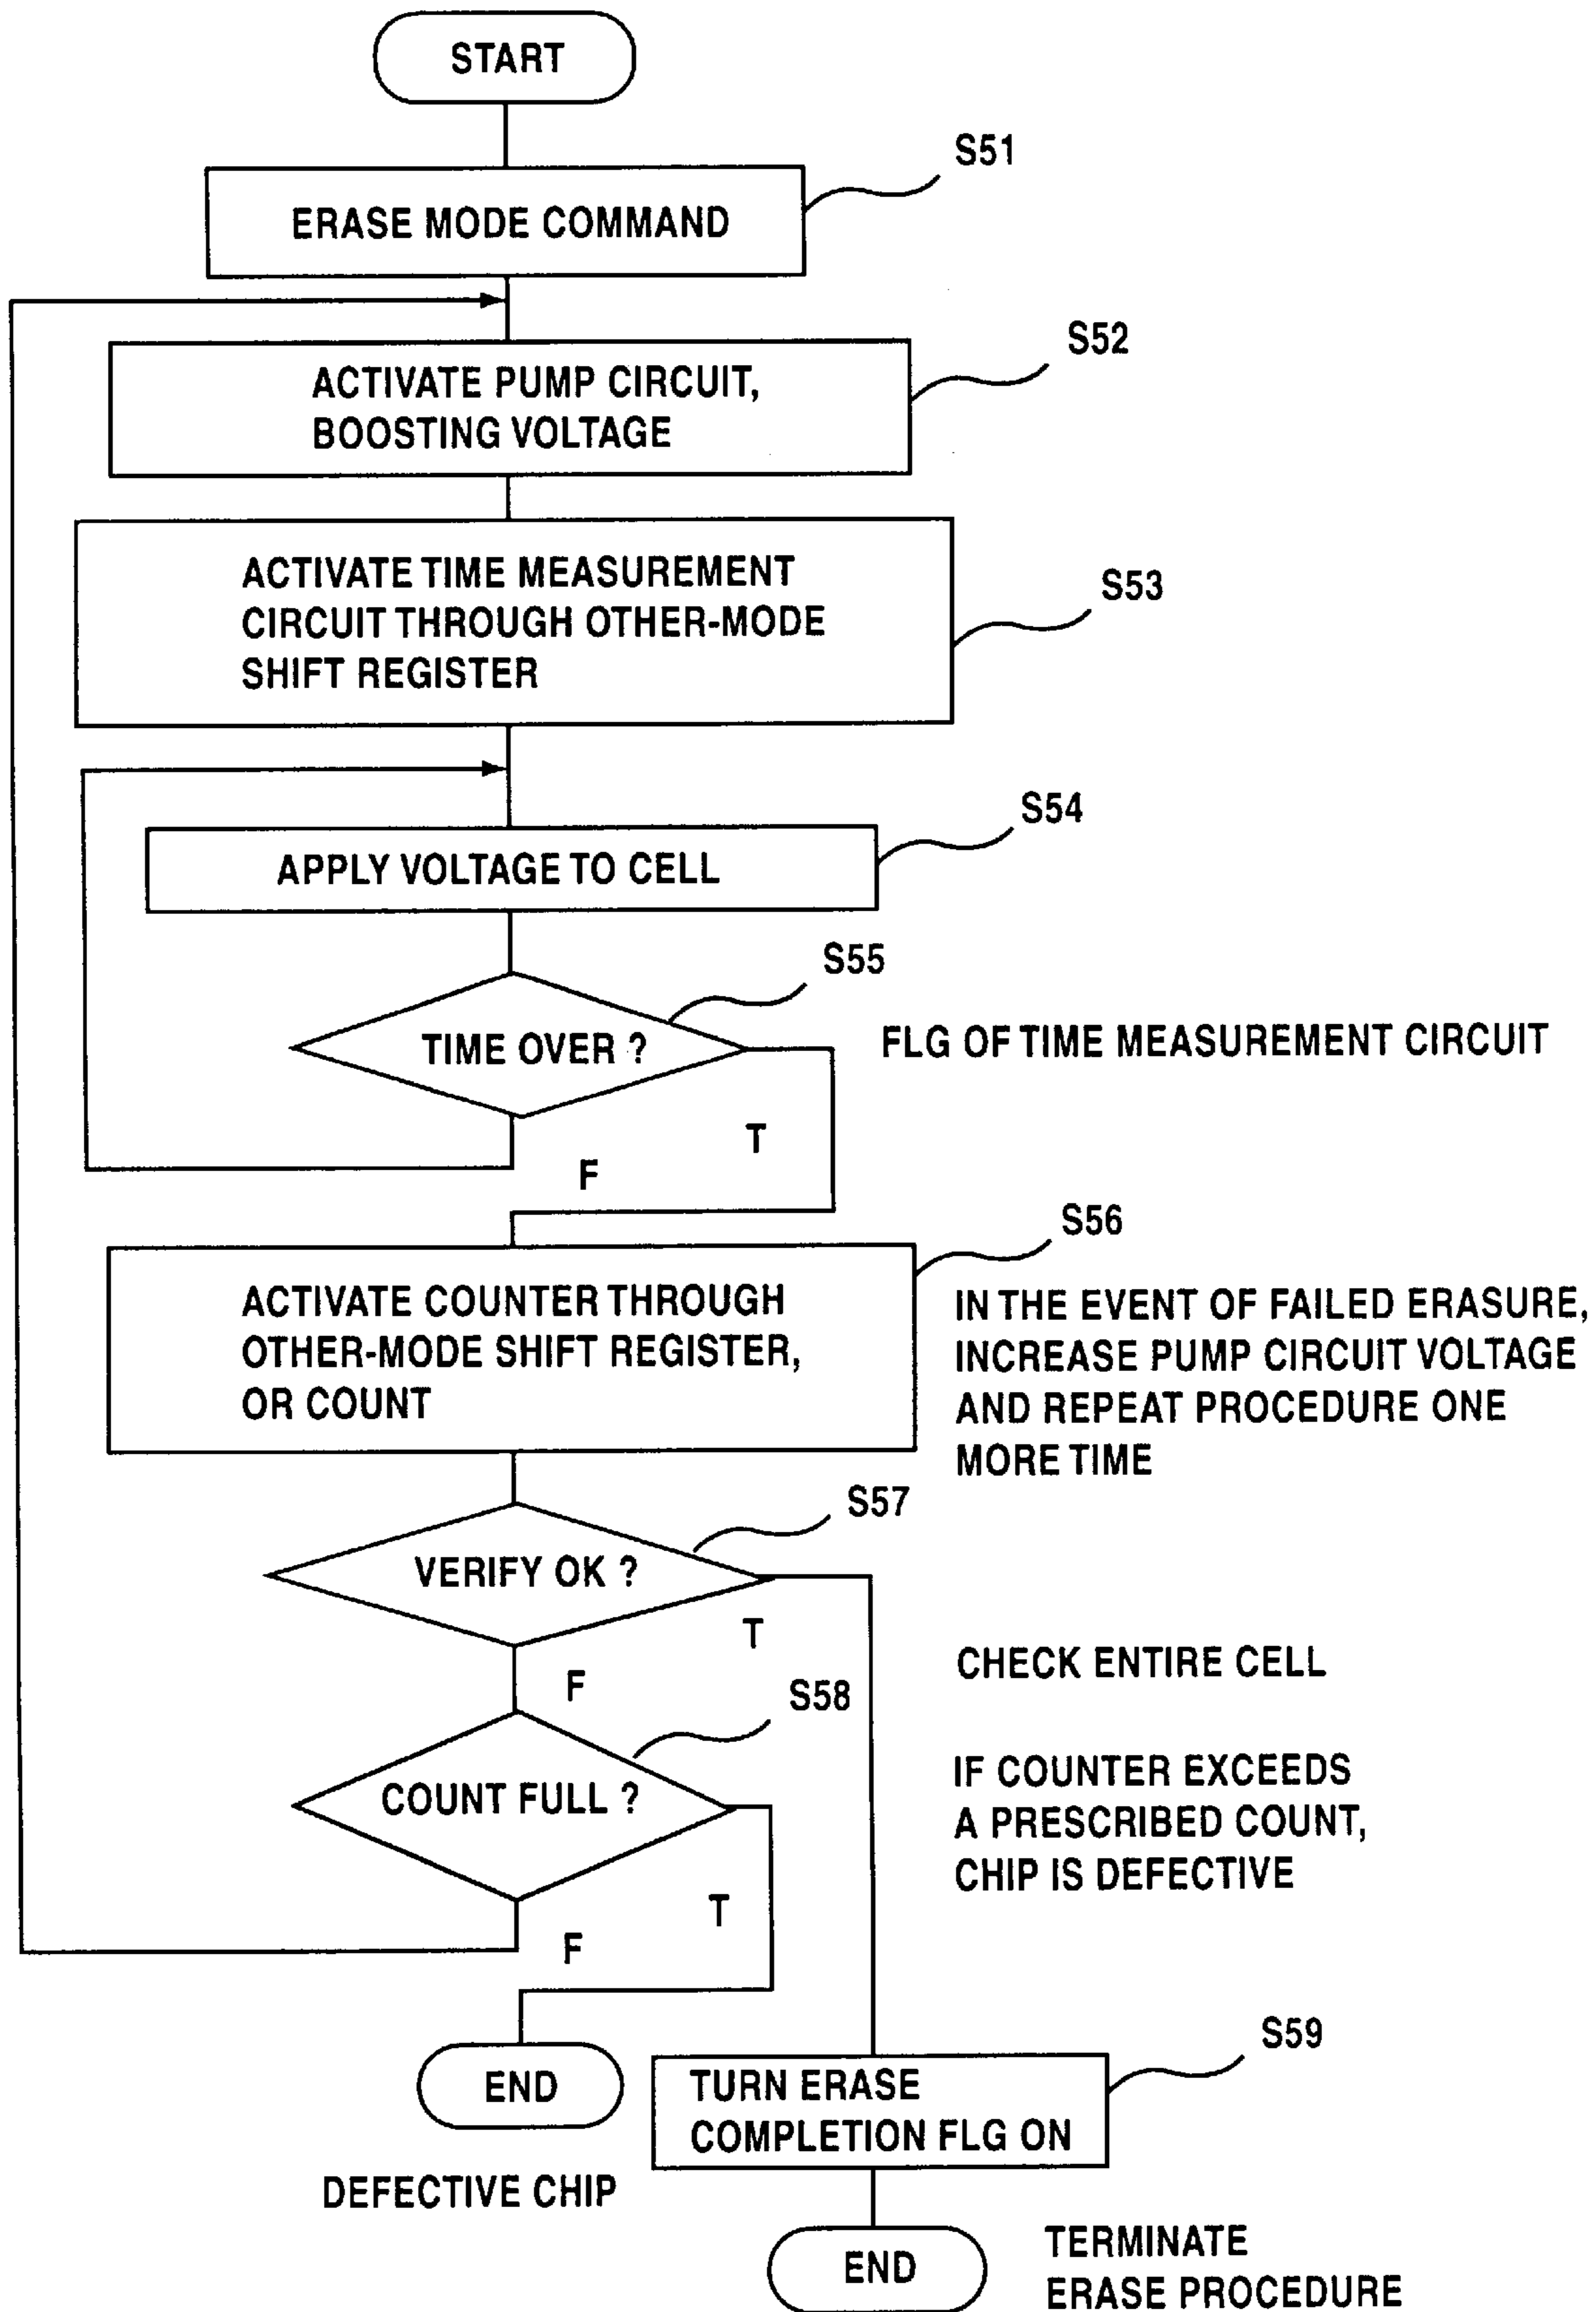 START
S51
ERASE MODE COMMAND
S52
ACTIVATE PUMP CIRCUIT,
BOOSTING VOLTAGE
S53
ACTIVATE TIME MEASUREMENT
CIRCUIT THROUGH OTHER-MODE
SHIFT REGISTER
S54
APPLY VOLTAGE TO CELL
S55
TIME OVER ?
FLG OF TIME MEASUREMENT CIRCUIT
T
F
S56
ACTIVATE COUNTER THROUGH
OTHER-MODE SHIFT REGISTER,
OR COUNT
IN THE EVENT OF FAILED ERASURE,
INCREASE PUMP CIRCUIT VOLTAGE
AND REPEAT PROCEDURE ONE
MORE TIME
S57
VERIFY OK ?
T
CHECK ENTIRE CELL
F
S58
COUNT FULL ?
IF COUNTER EXCEEDS
A PRESCRIBED COUNT,
CHIP IS DEFECTIVE
T
F
S59
END
TURN ERASE
COMPLETION FLG ON
DEFECTIVE CHIP
END
TERMINATE
ERASE PROCEDURE